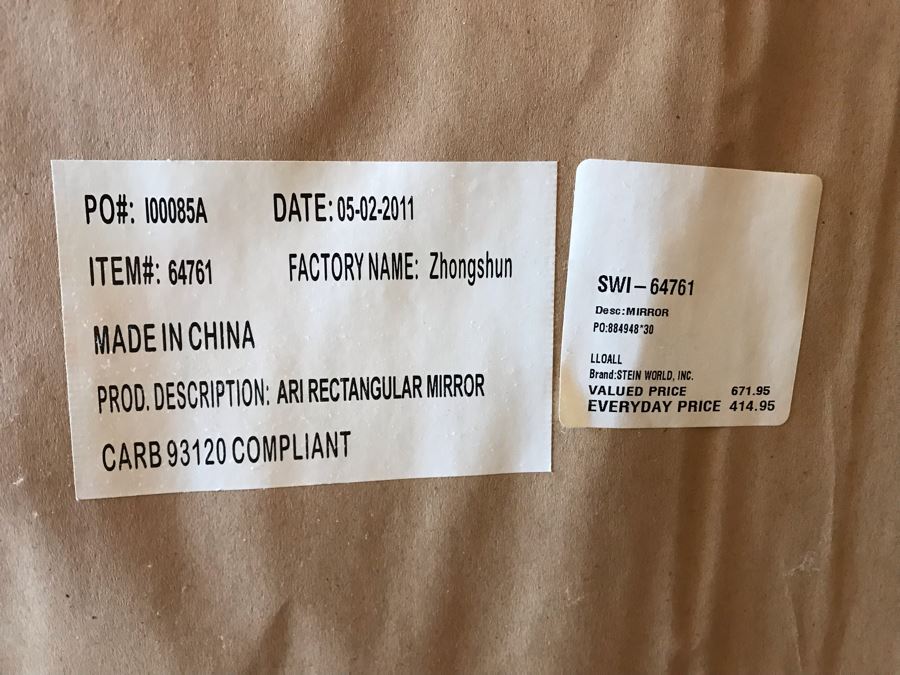 PO#: I00085A DATE: 05-02-2011
ITEM#: 64761 FACTORY NAME: Zhongshun
MADE IN CHINA
PROD. DESCRIPTION: ARI RECTANGULAR MIRROR
CARB 93120 COMPLIANT
SWI-64761
Desc:MIRROR
PO:884948*30
LLOALL
Brand:STEIN WORLD, INC.
VALUED PRICE 671.95
EVERYDAY PRICE 414.95